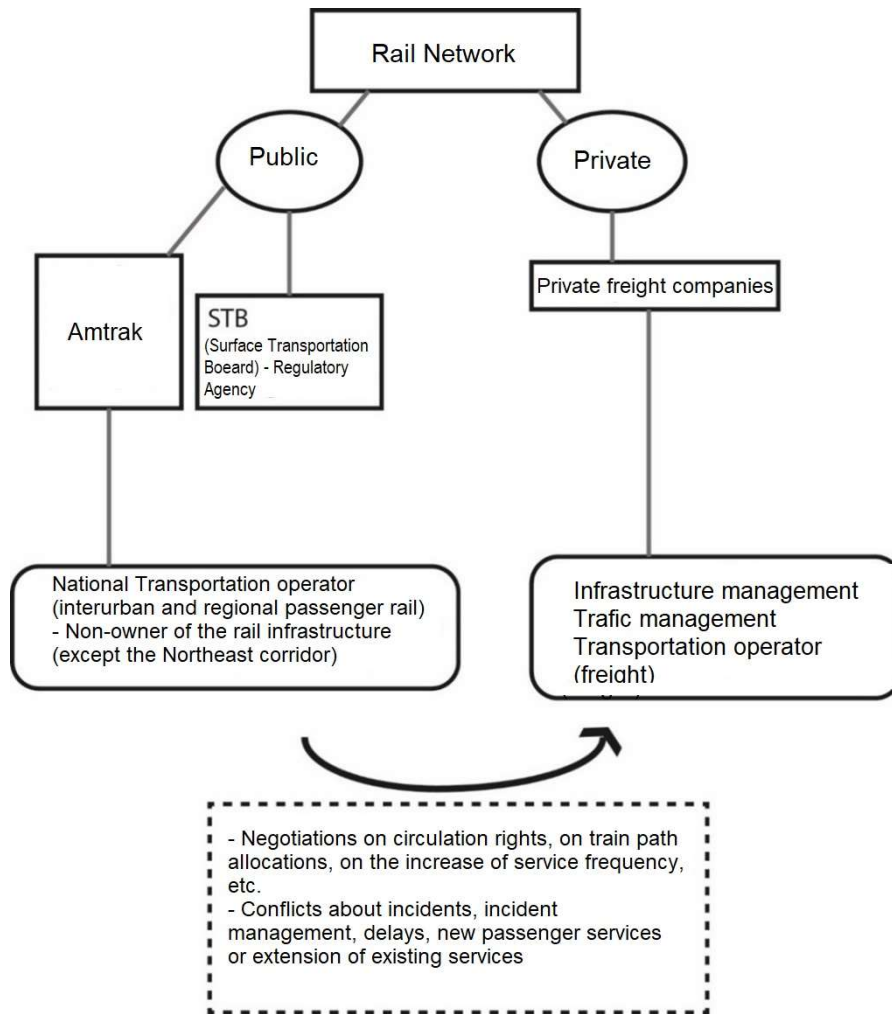 Rail Network
Public
Private
Amtrak
STB
(Surface Transportation
Boeard) - Regulatory
Agency
Private freight companies
National Transportation operator
(interurban and regional passenger rail)
- Non-owner of the rail infrastructure
(except the Northeast corridor)
Infrastructure management
Trafic management
Transportation operator
(freight)
- Negotiations on circulation rights, on train path
allocations, on the increase of service frequency,
etc.
- Conflicts about incidents, incident
management, delays, new passenger services
or extension of existing services